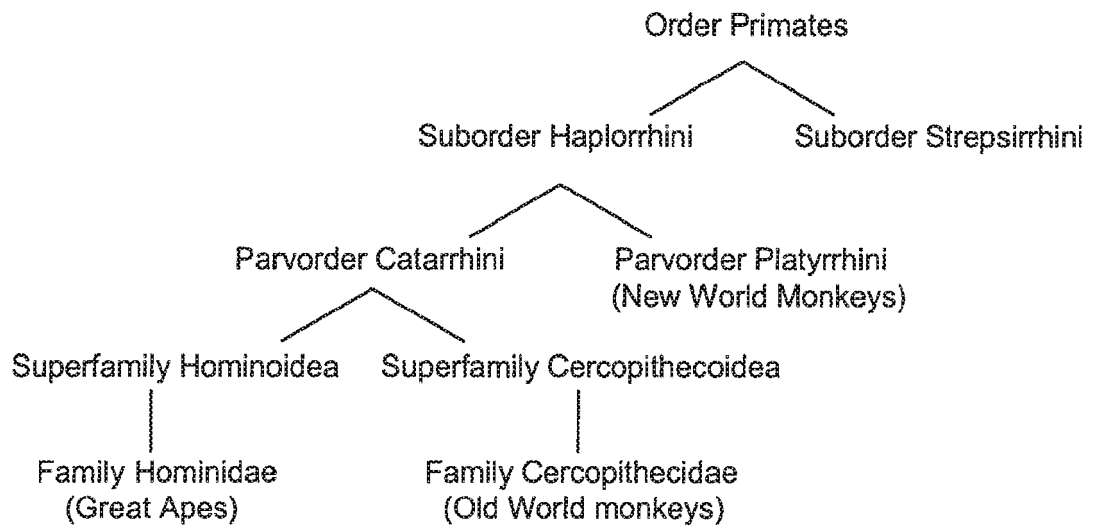 Order Primates
Suborder Haplorrhini
Suborder Strepsirrhini
Parvorder Catarrhini
Parvorder Platyrrhini
(New World Monkeys)
Superfamily Hominoidea
Superfamily Cercopithecoidea
Family Hominidae
(Great Apes)
Family Cercopithecidae
(Old World monkeys)